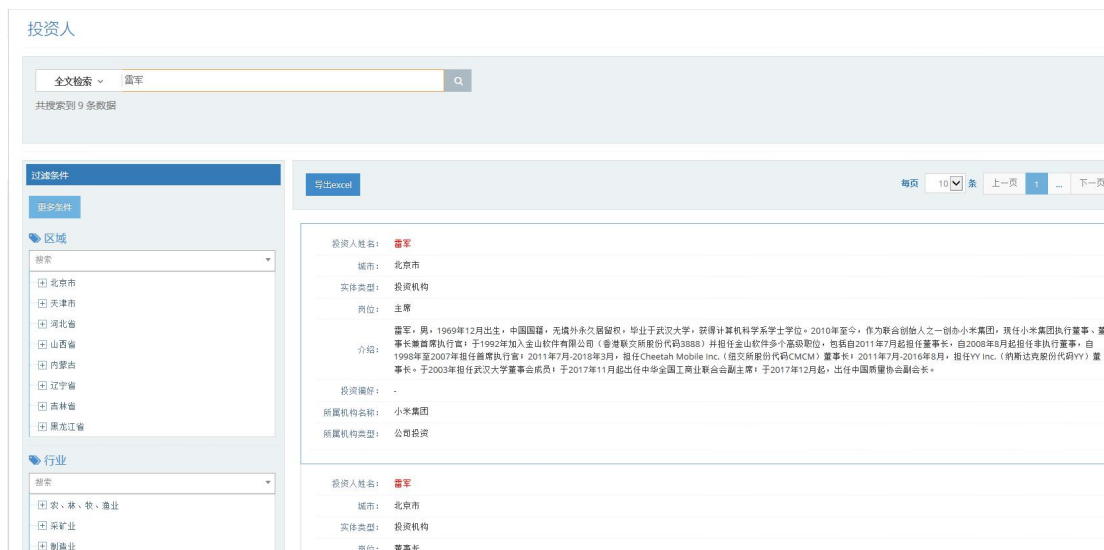 投资人
全文检索
雷军
共搜索到 9 条数据
过滤条件
更多条件
区域
搜索
北京市
天津市
河北省
山西省
内蒙古
辽宁省
吉林省
黑龙江省
行业
搜索
农、林、牧、渔业
采矿业
制造业
导出excel
每页 10 条 上一页 1 ... 下一页
投资人姓名： 雷军
城市： 北京市
实体类型： 投资机构
岗位： 主席
介绍：
雷军，男，1969年12月出生，中国国籍，无境外永久居留权，毕业于武汉大学，获得计算机科学系学士学位。2010年至今，作为联合创始人之一创办小米集团，现任小米集团执行董事、董
事长兼首席执行官；于1992年加入金山软件有限公司（香港联交所股份代码3888）并担任金山软件多个高级职位，包括自2011年7月起担任董事长，自2008年8月起担任非执行董事，自
1998年至2007年担任首席执行官；2011年7月-2018年3月，担任Cheetah Mobile Inc.（纽交所股份代码CMCM）董事长；2011年7月-2016年8月，担任YY Inc.（纳斯达克股份代码YY）董
事长。于2003年担任武汉大学董事会成员；于2017年11月起出任中华全国工商业联合会副主席；于2017年12月起，出任中国质量协会副会长。
投资偏好： -
所属机构名称： 小米集团
所属机构类型： 公司投资
投资人姓名： 雷军
城市： 北京市
实体类型： 投资机构
岗位： 董事长